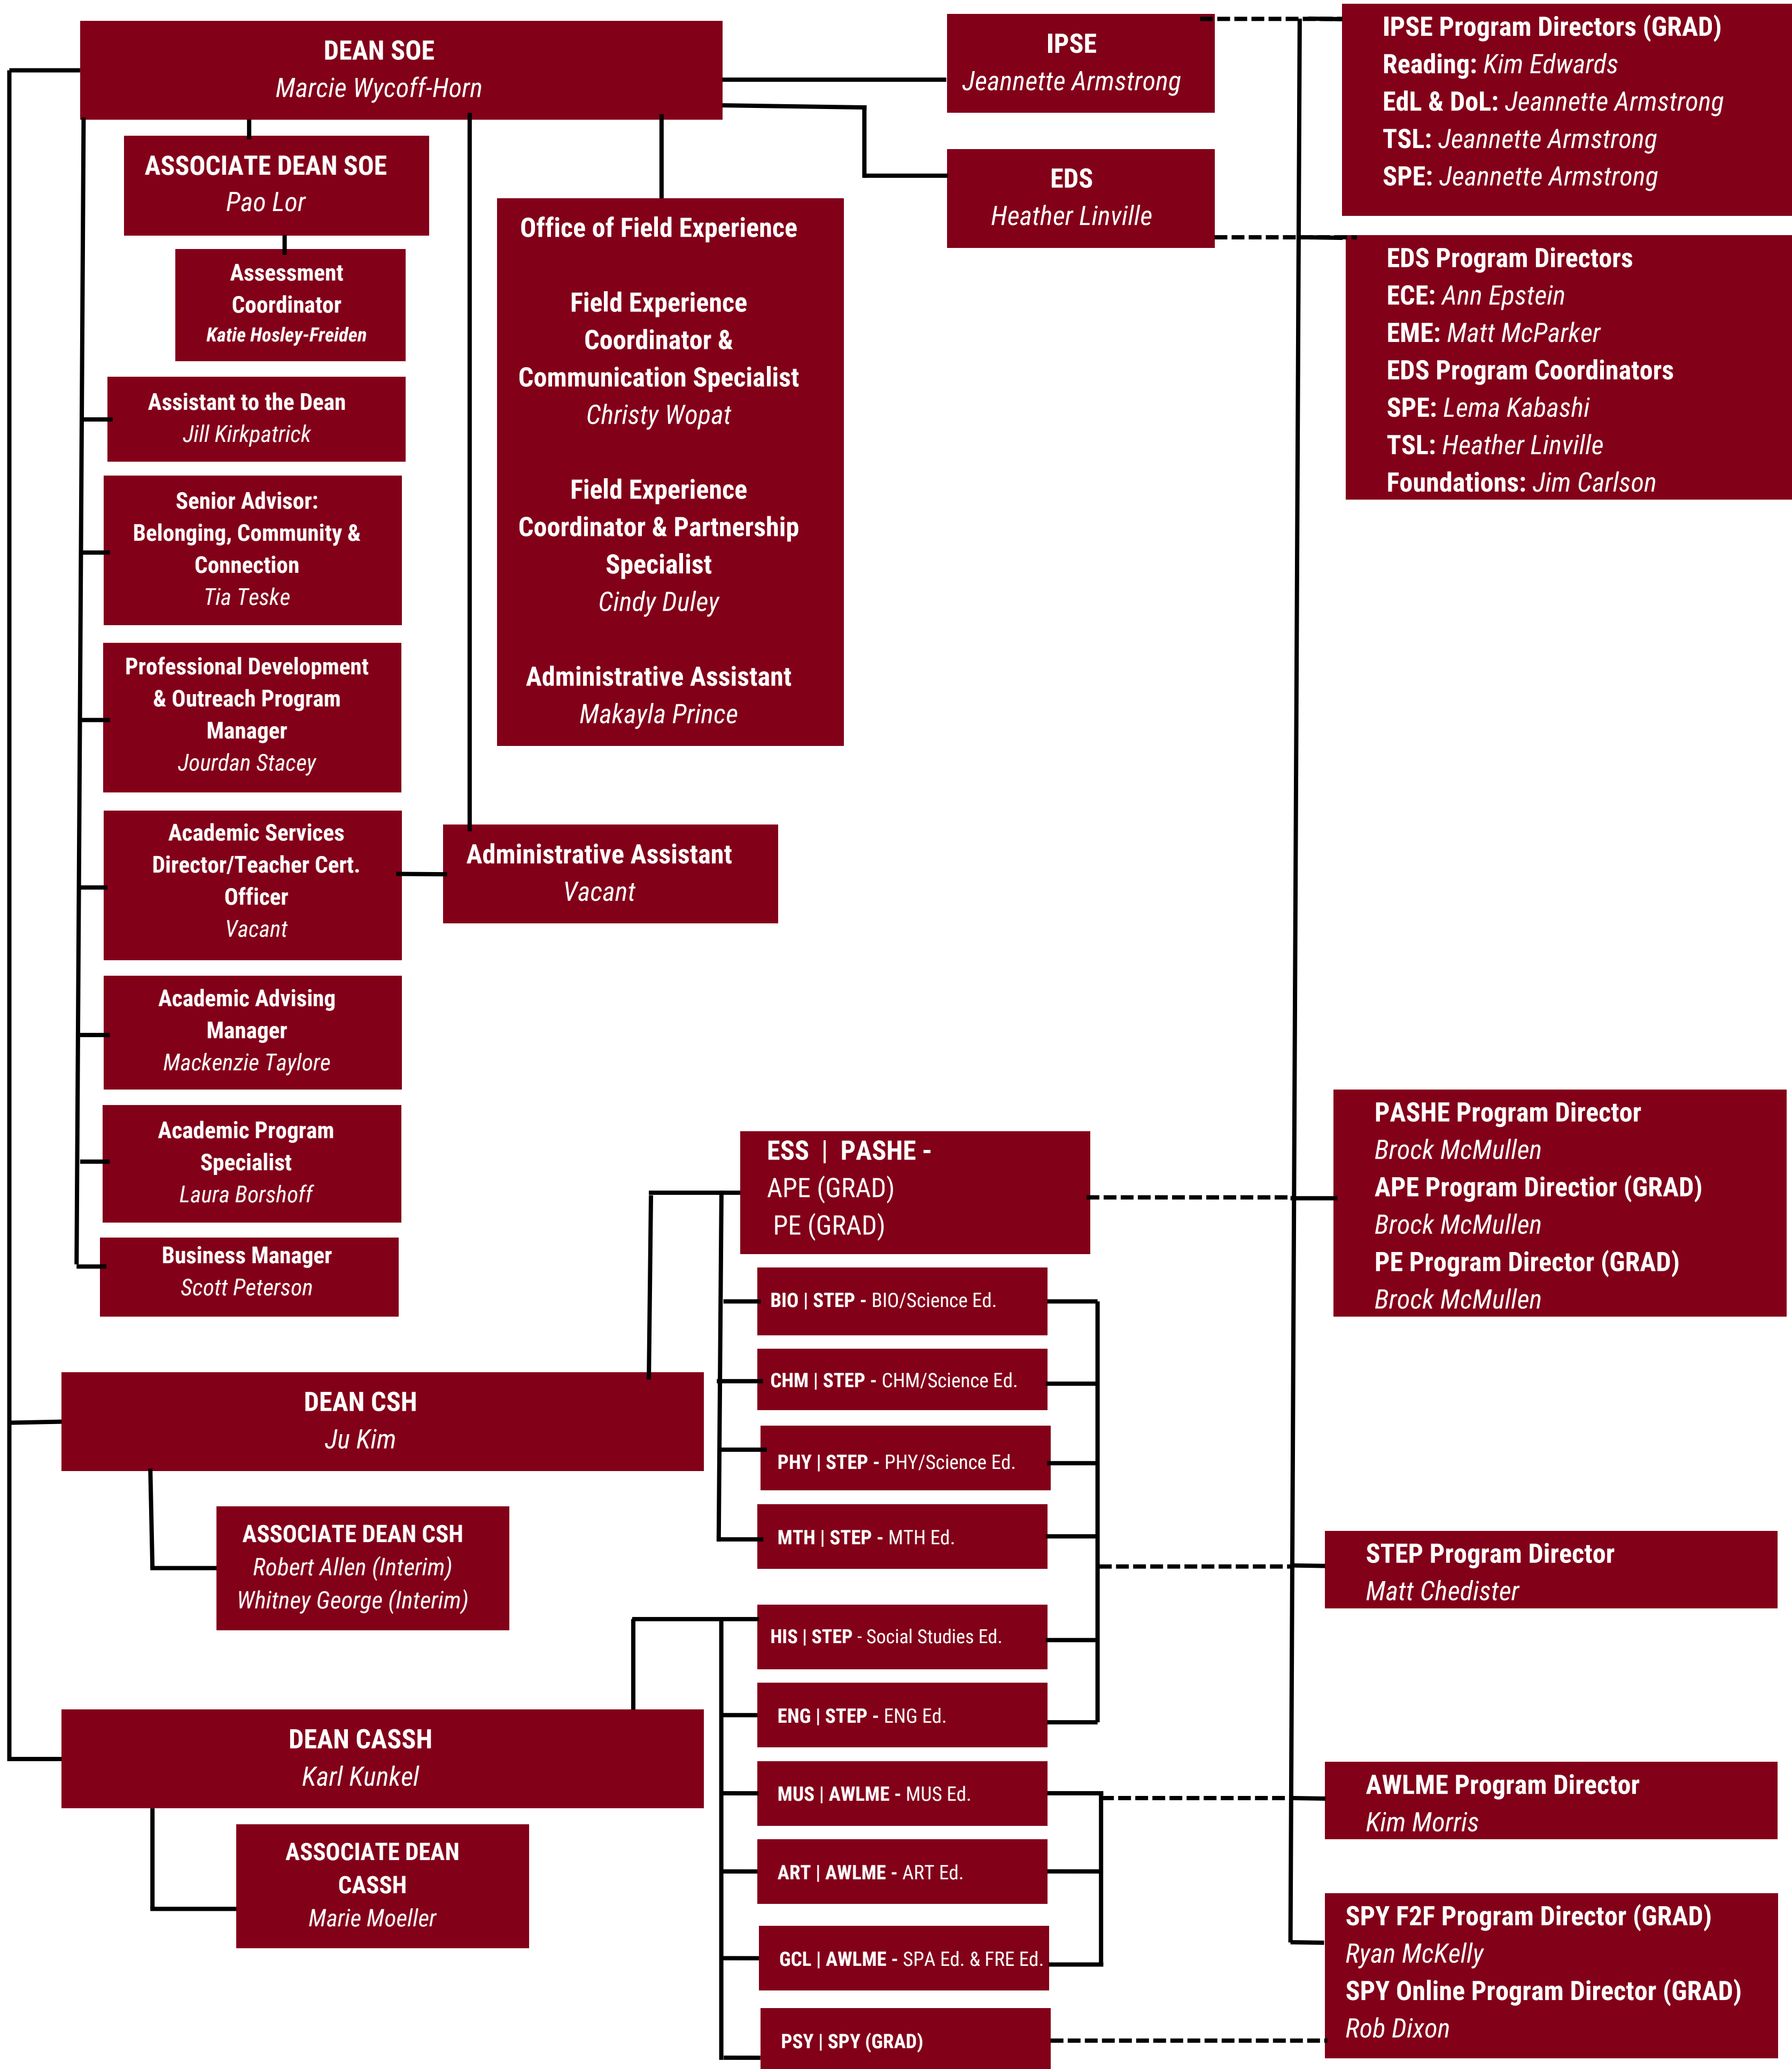 DEAN SOE
Marcie Wycoff-Horn
ASSOCIATE DEAN SOE
Pao Lor
Assessment
Coordinator
Katie Hosley-Freiden
Assistant to the Dean
Jill Kirkpatrick
Senior Advisor:
Belonging, Community &
Connection
Tia Teske
Professional Development
& Outreach Program
Manager
Jourdan Stacey
Academic Services
Director/Teacher Cert.
Officer
Vacant
Academic Advising
Manager
Mackenzie Taylore
Academic Program
Specialist
Laura Borshoff
Business Manager
Scott Peterson
Office of Field Experience
Field Experience
Coordinator &
Communication Specialist
Christy Wopat
Field Experience
Coordinator & Partnership
Specialist
Cindy Duley
Administrative Assistant
Makayla Prince
Administrative Assistant
Vacant
IPSE
Jeannette Armstrong
EDS
Heather Linville
IPSE Program Directors (GRAD)
Reading: Kim Edwards
EdL & DoL: Jeannette Armstrong
TSL: Jeannette Armstrong
SPE: Jeannette Armstrong
EDS Program Directors
ECE: Ann Epstein
EME: Matt McParker
EDS Program Coordinators
SPE: Lema Kabashi
TSL: Heather Linville
Foundations: Jim Carlson
DEAN CSH
Ju Kim
ASSOCIATE DEAN CSH
Robert Allen (Interim)
Whitney George (Interim)
DEAN CASSH
Karl Kunkel
ASSOCIATE DEAN
CASSH
Marie Moeller
ESS | PASHE -
APE (GRAD)
PE (GRAD)
BIO | STEP - BIO/Science Ed.
CHM | STEP - CHM/Science Ed.
PHY | STEP - PHY/Science Ed.
MTH | STEP - MTH Ed.
HIS | STEP - Social Studies Ed.
ENG | STEP - ENG Ed.
MUS | AWLME - MUS Ed.
ART | AWLME - ART Ed.
GCL | AWLME - SPA Ed. & FRE Ed.
PSY | SPY (GRAD)
PASHE Program Director
Brock McMullen
APE Program Directior (GRAD)
Brock McMullen
PE Program Director (GRAD)
Brock McMullen
STEP Program Director
Matt Chedister
AWLME Program Director
Kim Morris
SPY F2F Program Director (GRAD)
Ryan McKelly
SPY Online Program Director (GRAD)
Rob Dixon